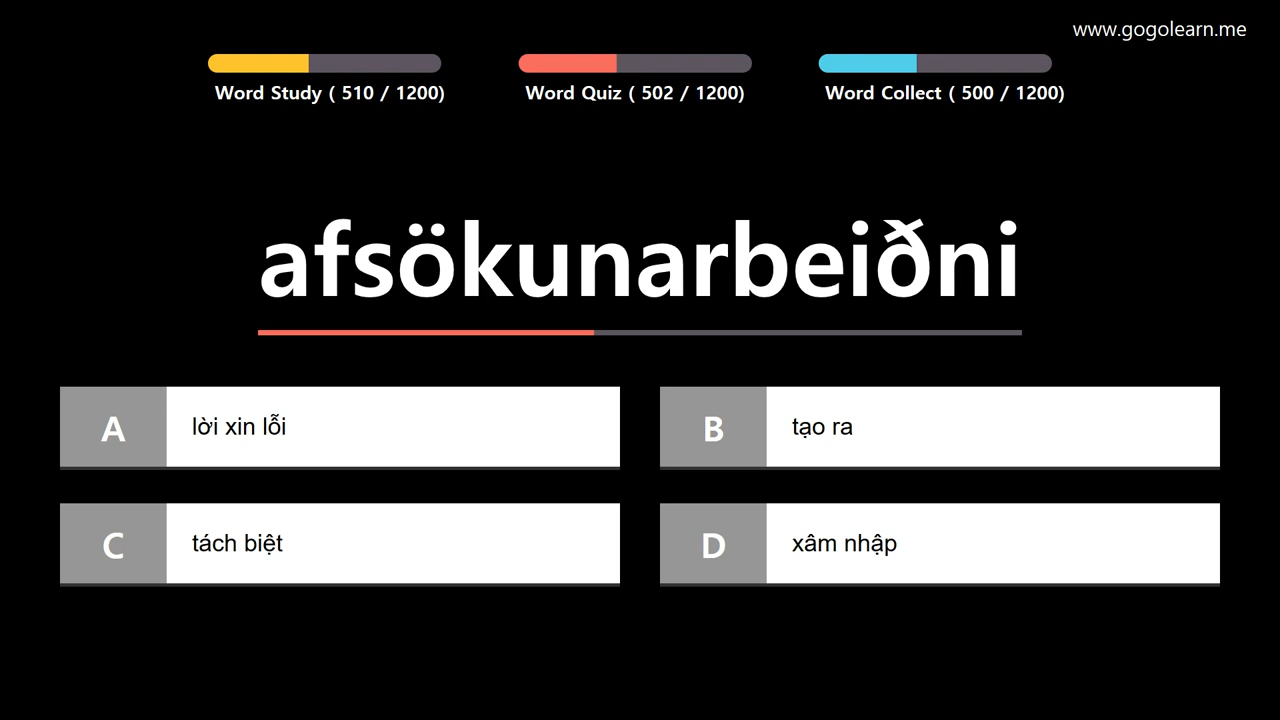 www.gogolearn.me
Word Study ( 510 / 1200)
Word Quiz ( 502 / 1200)
Word Collect ( 500 / 1200)
afsökunarbeiðni
A
lời xin lỗi
B
tạo ra
C
tách biệt
D
xâm nhập